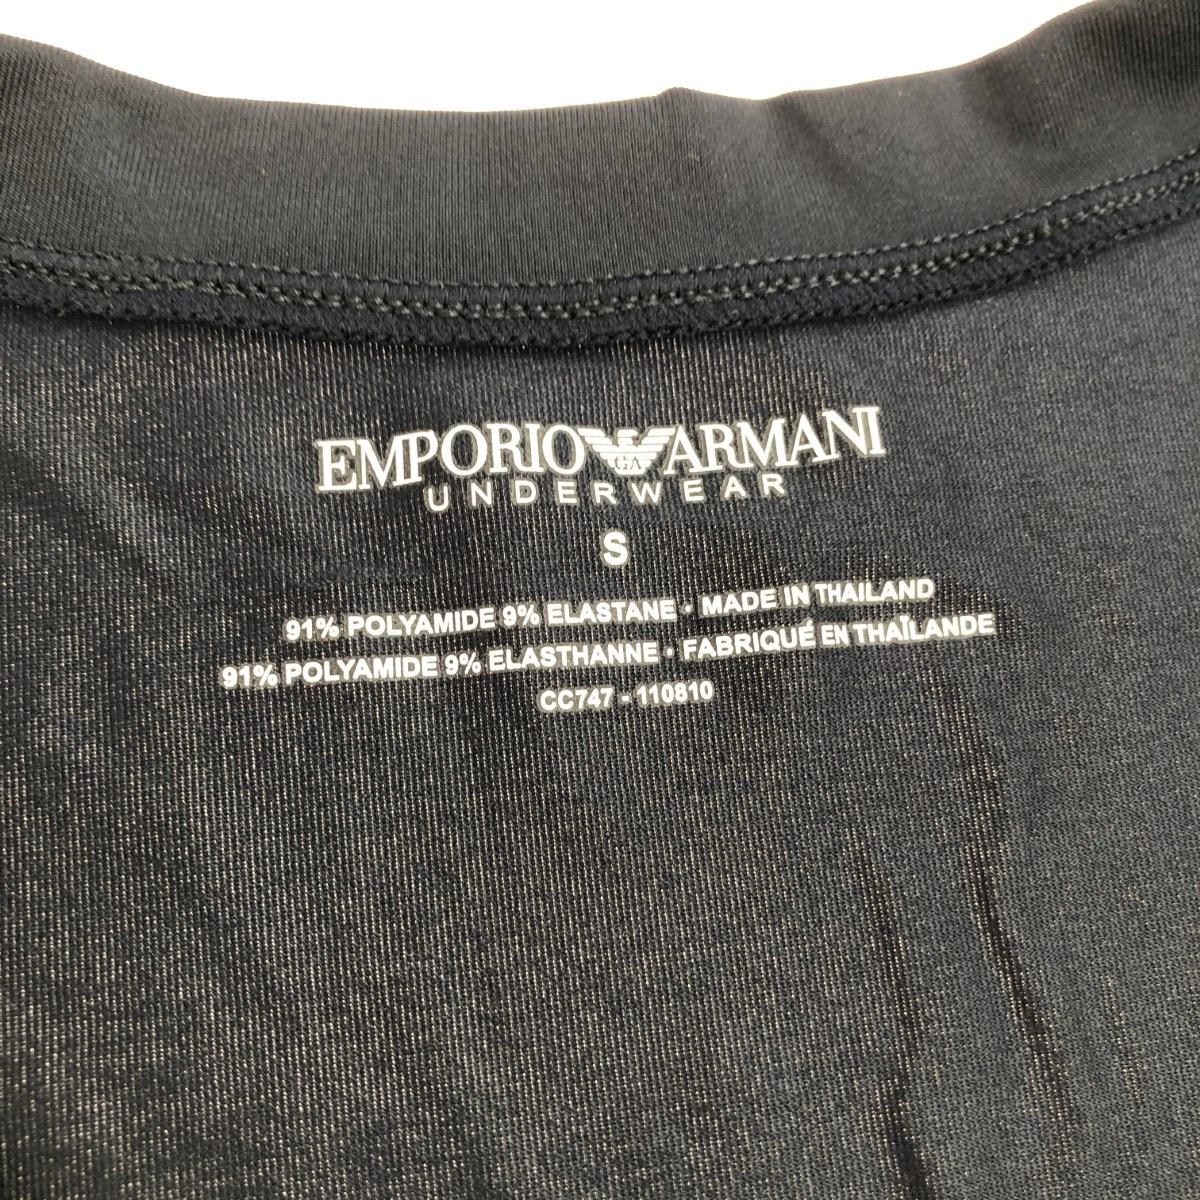 EMPORIO GA ARMANI
UNDERWEAR
S
91% POLYAMIDE 9% ELASTANE • MADE IN THAILAND
91% POLYAMIDE 9% ELASTHANNE • FABRIQUÉ EN THAÏLANDE
CC747 - 110810